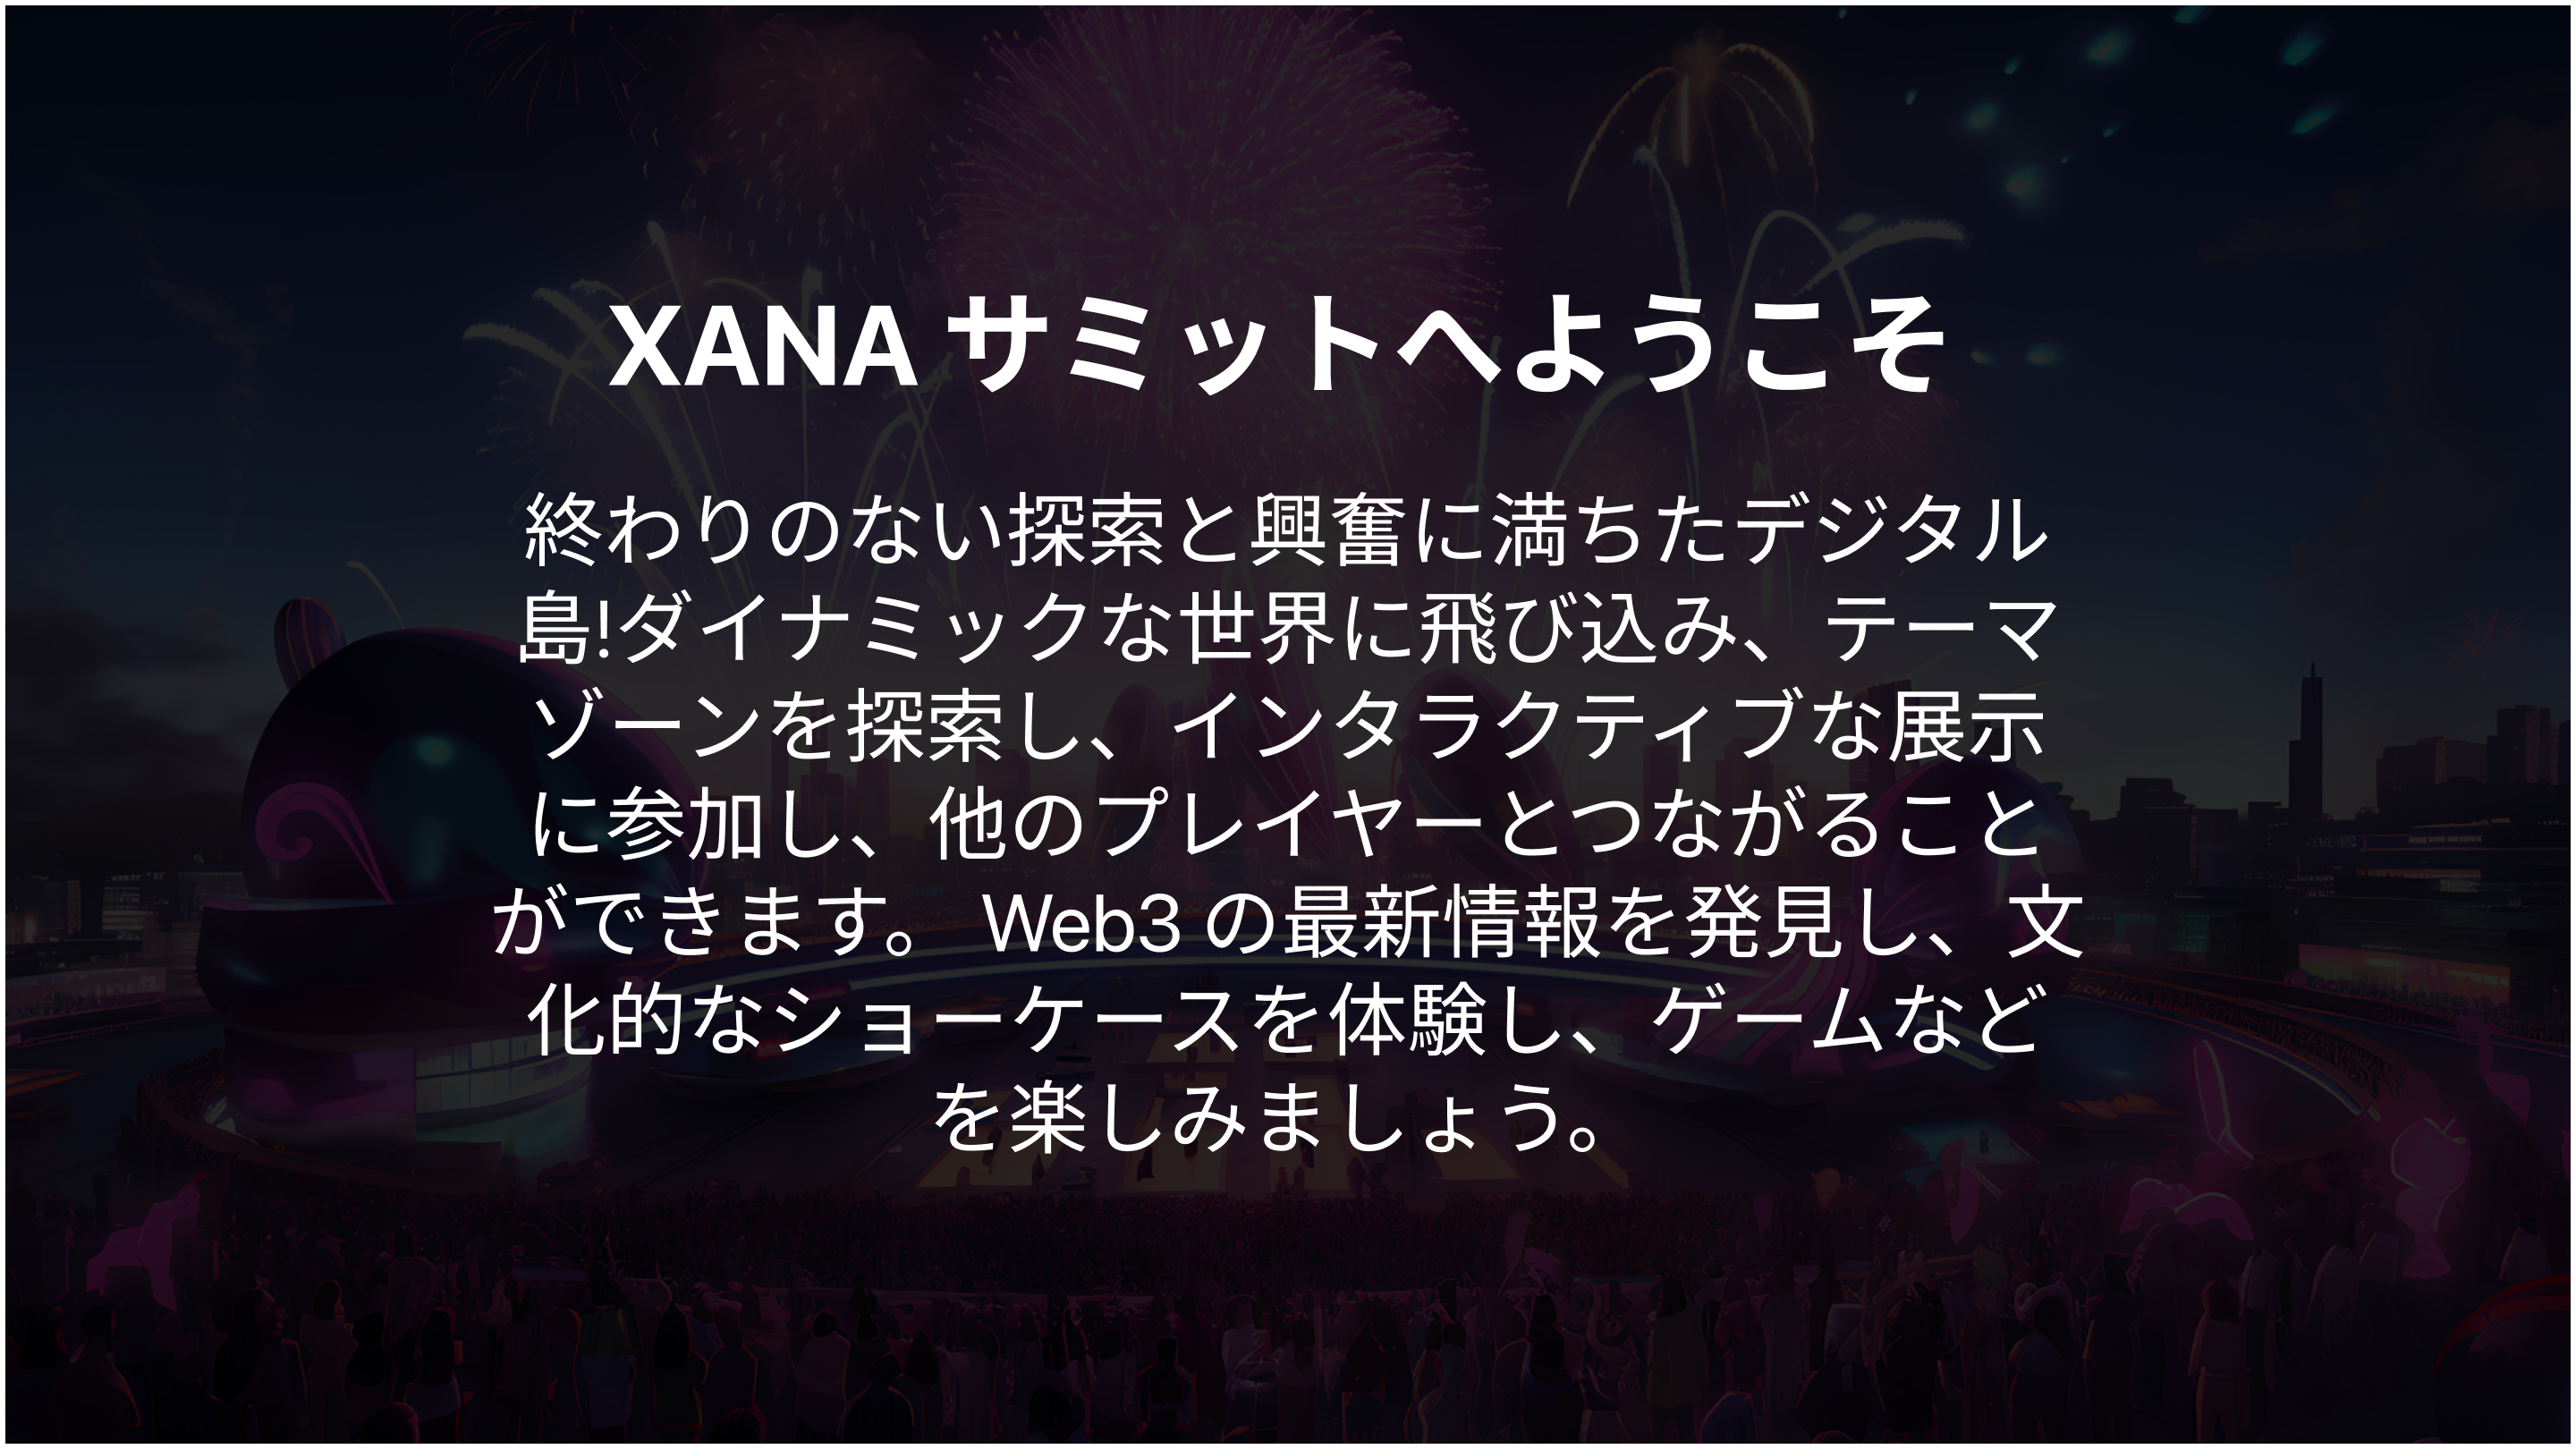 XANA サミットへようこそ
終わりのない探索と興奮に満ちたデジタル
島!ダイナミックな世界に飛び込み、テーマ
ゾーンを探索し、インタラクティブな展示
に参加し、他のプレイヤーとつながること
ができます。 Web3 の最新情報を発見し、文
化的なショーケースを体験し、ゲームなど
を楽しみましょう。